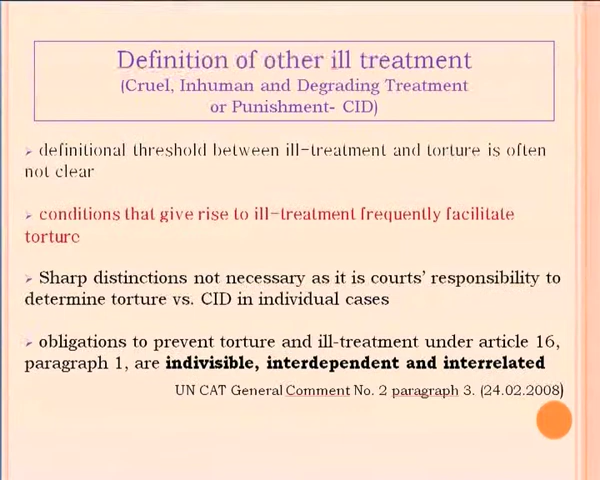 Definition of other ill treatment
(Cruel, Inhuman and Degrading Treatment
or Punishment- CID)
➢ definitional threshold between ill-treatment and torture is often
not clear
➢ conditions that give rise to ill-treatment frequently facilitate
torture
➢ Sharp distinctions not necessary as it is courts’ responsibility to
determine torture vs. CID in individual cases
➢ obligations to prevent torture and ill-treatment under article 16,
paragraph 1, are indivisible, interdependent and interrelated
UN CAT General Comment No. 2 paragraph 3. (24.02.2008)